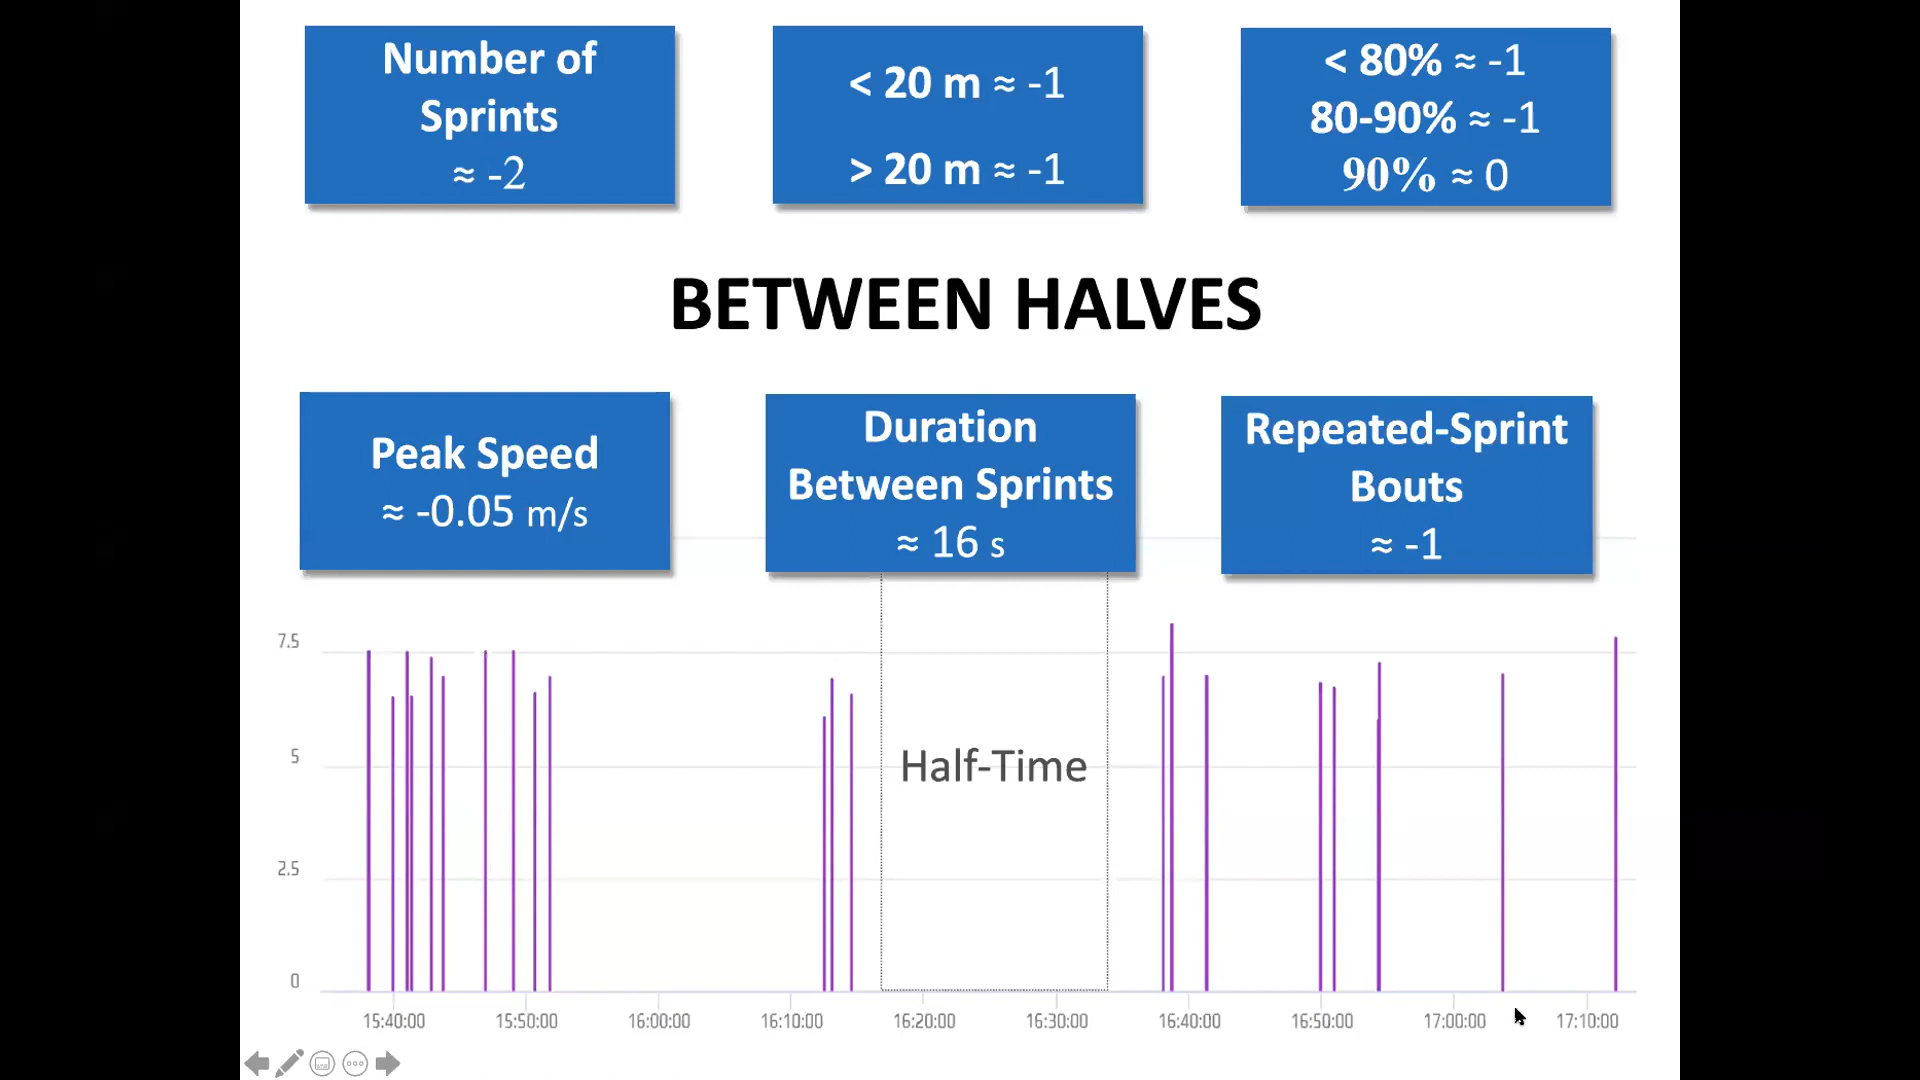 Number of
Sprints
≈ -2
< 20 m ≈ -1
> 20 m ≈ -1
< 80% ≈ -1
80-90% ≈ -1
90% ≈ 0
BETWEEN HALVES
Peak Speed
≈ -0.05 m/s
Duration
Between Sprints
≈ 16 s
Repeated-Sprint
Bouts
≈ -1
7.5
5
2.5
0
Half-Time
15:40:00
15:50:00
16:00:00
16:10:00
16:20:00
16:30:00
16:40:00
16:50:00
17:00:00
17:10:00